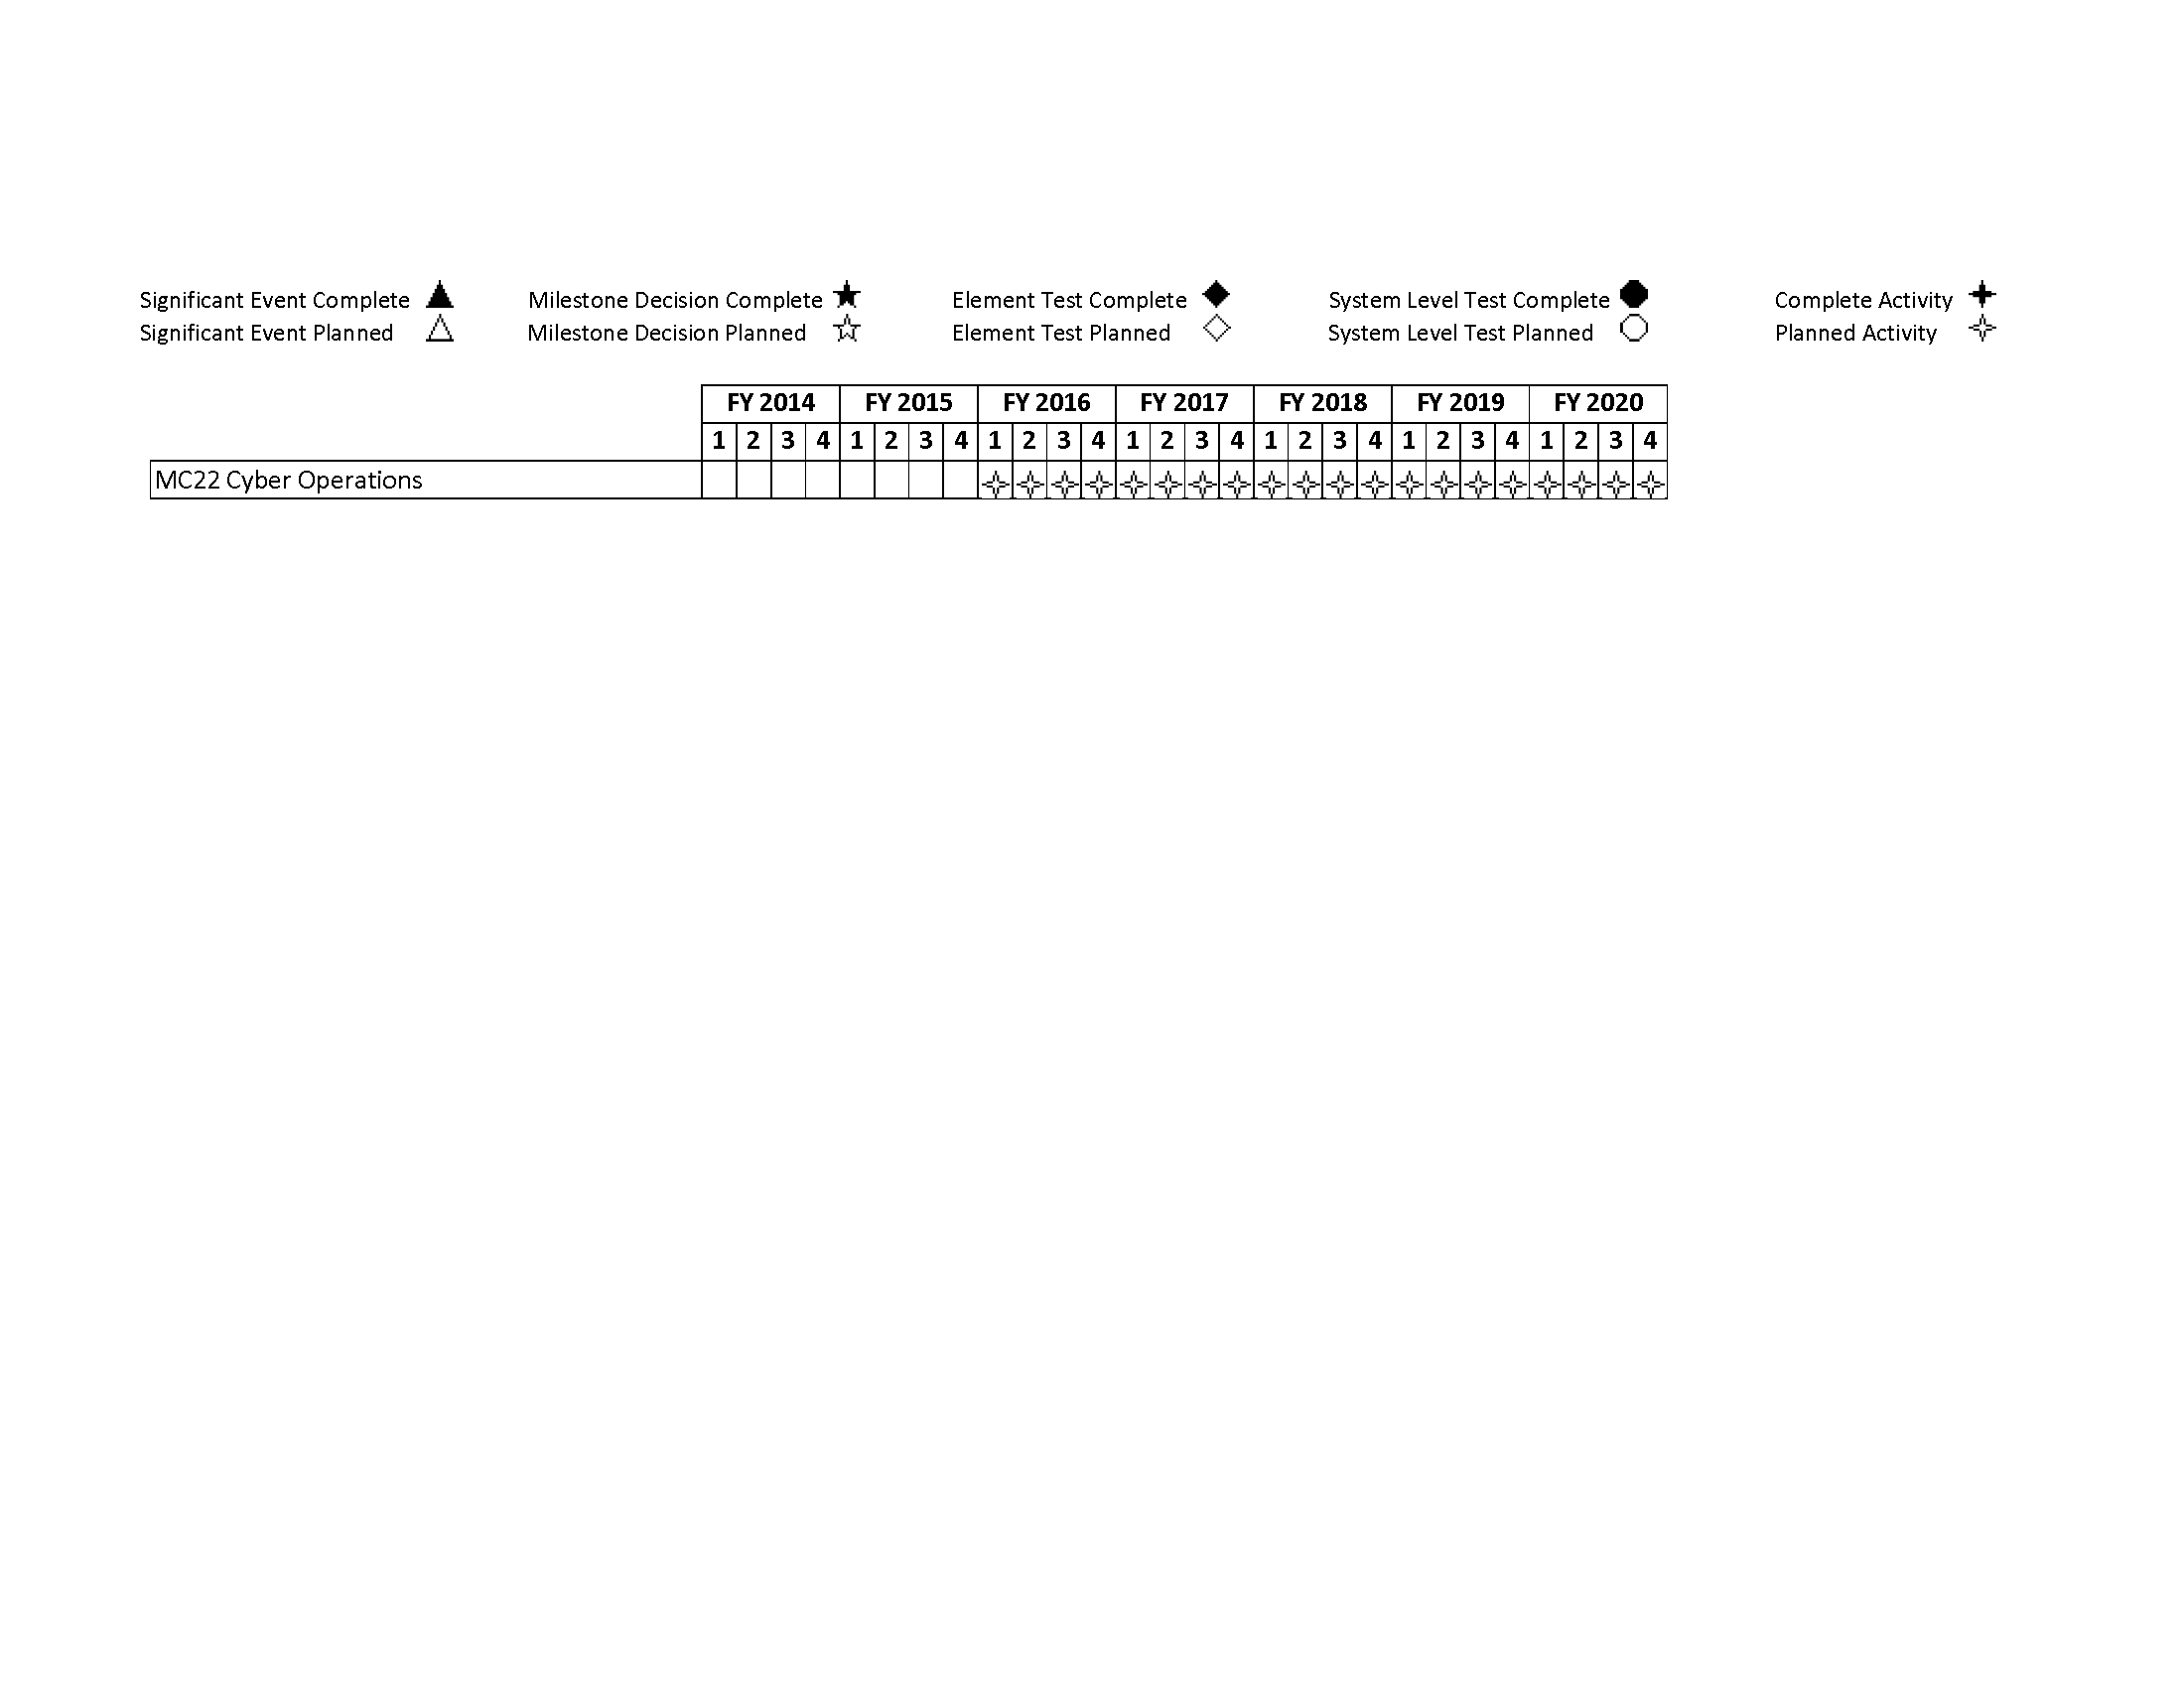 Significant Event Complete Milestone Decision Complete Element Test Complete System Level Test Complete Complete Activity
Significant Event Planned Milestone Decision Planned Element Test Planned System Level Test Planned Planned Activity
FY 2014 FY 2015 FY 2016 FY 2017 FY 2018 FY 2019 FY 2020
1 2 3 4 1 2 3 4 1 2 3 4 1 2 3 4 1 2 3 4 1 2 3 4 1 2 3 4
MC22 Cyber Operations